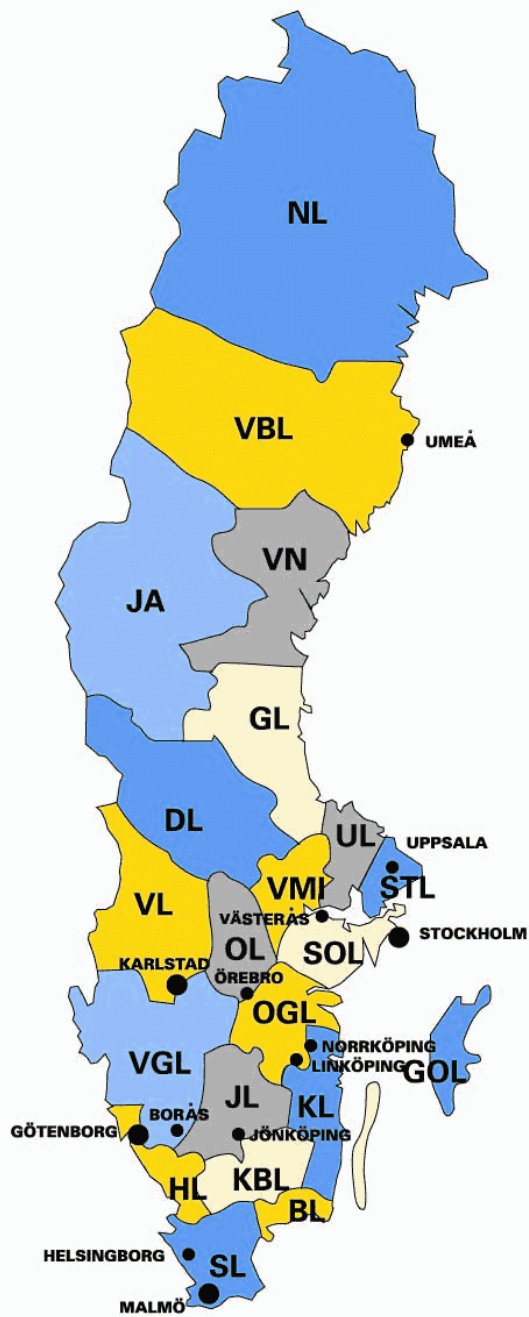 NL
VBL
UMEÅ
VN
JA
GL
DL
UL
UPPSALA
VMI
STL
VL
VÄSTERÅS
STOCKHOLM
OL
SOL
KARLSTAD
ÖREBRO
OGL
NORRKÖPING
VGL
LINKÖPING
GOL
JL
KL
BORÅS
GÖTENBORG
JÖNKÖPING
KBL
HL
BL
HELSINGBORG
SL
MALMÖ